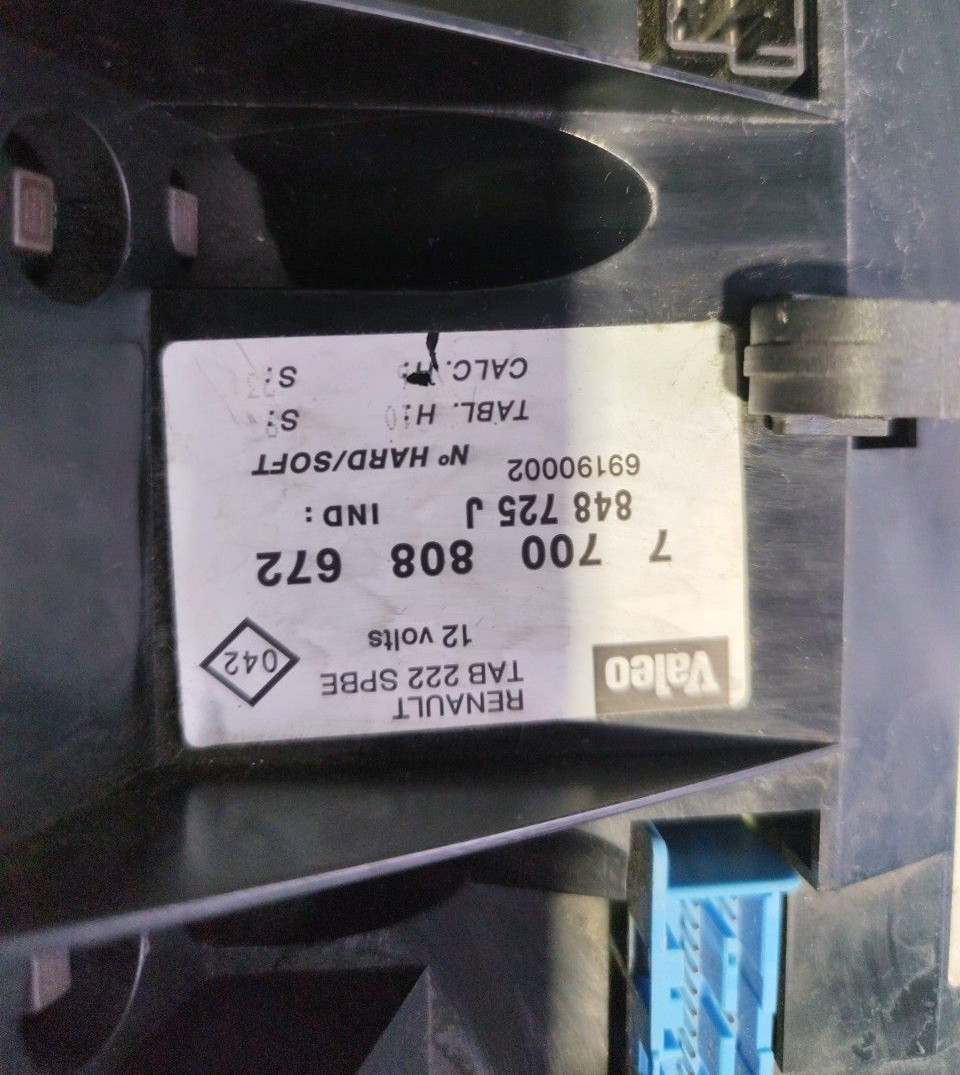 Valeo
RENAULT
TAB 222 SPBE
12 volts
042
7 700 808 672
848 725 J IND :
69190002 Nº HARD/SOFT
TABL. H: S:
CALC. H: S: